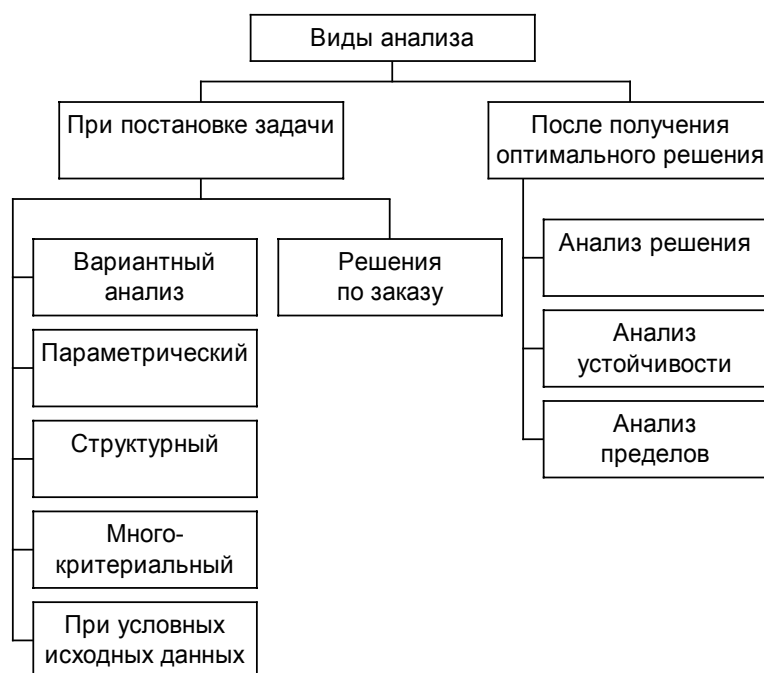 Виды анализа
При постановке задачи
После получения
оптимального решения
Вариантный
анализ
Решения
по заказу
Параметрический
Структурный
Много-
критериальный
При условных
исходных данных
Анализ решения
Анализ
устойчивости
Анализ
пределов